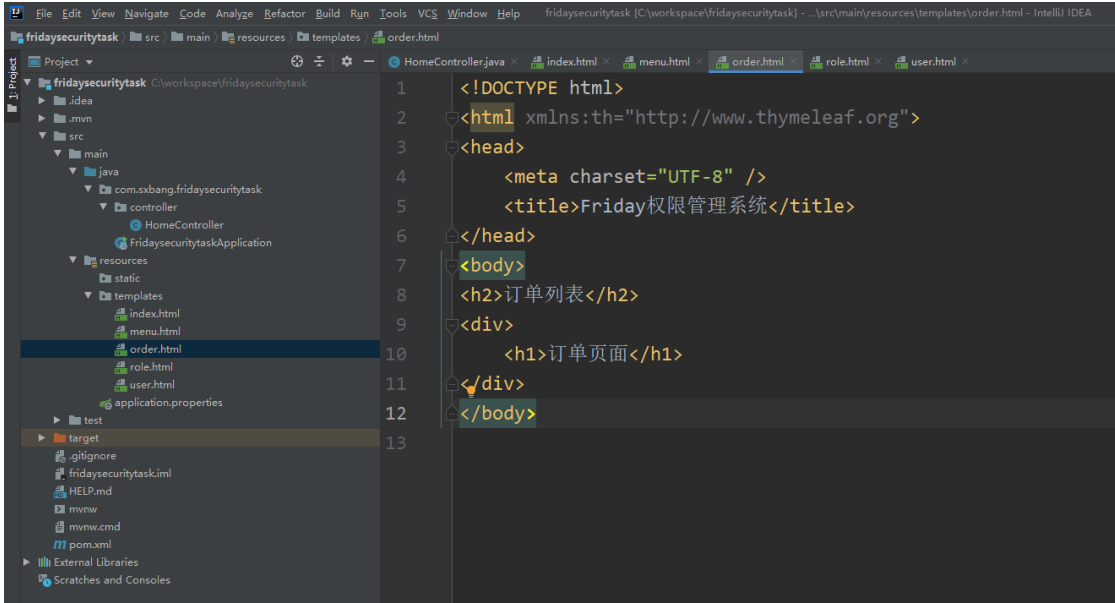 File Edit View Navigate Code Analyze Refactor Build Run Tools VCS Window Help fridaysecuritytask [C:\workspace\fridaysecuritytask] - ...\src\main\resources\templates\order.html - IntelliJ IDEA
fridaysecuritytask src main resources templates order.html
1: Project
Project
HomeController.java index.html menu.html order.html role.html user.html
fridaysecuritytask C:\workspace\fridaysecuritytask
.idea
.mvn
src
main
java
com.sxbang.fridaysecuritytask
controller
HomeController
FridaysecuritytaskApplication
resources
static
templates
index.html
menu.html
order.html
role.html
user.html
application.properties
test
target
.gitignore
fridaysecuritytask.iml
HELP.md
mvnw
mvnw.cmd
pom.xml
External Libraries
Scratches and Consoles
1 <!DOCTYPE html>
2 <html xmlns:th="http://www.thymeleaf.org">
3 <head>
4 <meta charset="UTF-8" />
5 <title>Friday权限管理系统</title>
6 </head>
7 <body>
8 <h2>订单列表</h2>
9 <div>
10 <h1>订单页面</h1>
11 </div>
12 </body>
13